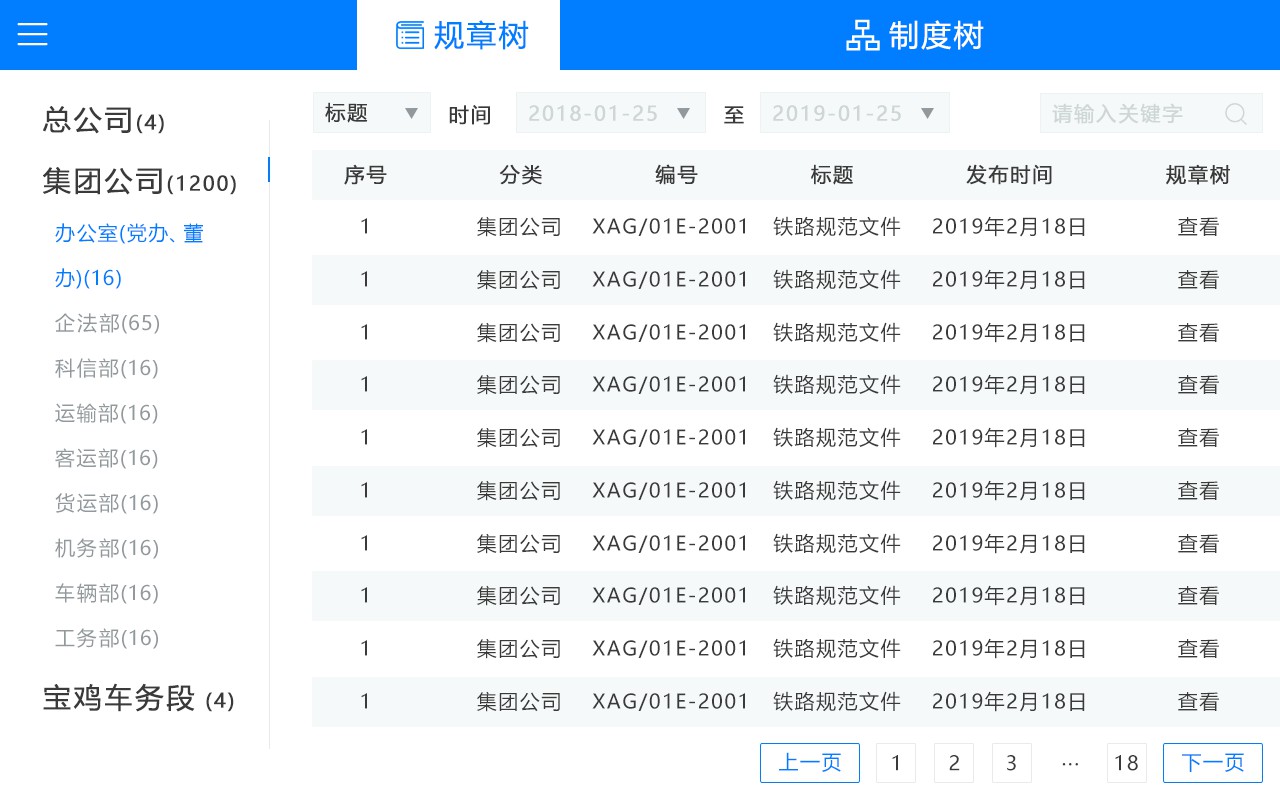 规章树
制度树
总公司(4)
集团公司(1200)
办公室(党办、董
办)(16)
企法部(65)
科信部(16)
运输部(16)
客运部(16)
货运部(16)
机务部(16)
车辆部(16)
工务部(16)
宝鸡车务段 (4)
标题 时间 2018-01-25 至 2019-01-25 请输入关键字
序号 分类 编号 标题 发布时间 规章树
1 集团公司 XAG/01E-2001 铁路规范文件 2019年2月18日 查看
1 集团公司 XAG/01E-2001 铁路规范文件 2019年2月18日 查看
1 集团公司 XAG/01E-2001 铁路规范文件 2019年2月18日 查看
1 集团公司 XAG/01E-2001 铁路规范文件 2019年2月18日 查看
1 集团公司 XAG/01E-2001 铁路规范文件 2019年2月18日 查看
1 集团公司 XAG/01E-2001 铁路规范文件 2019年2月18日 查看
1 集团公司 XAG/01E-2001 铁路规范文件 2019年2月18日 查看
1 集团公司 XAG/01E-2001 铁路规范文件 2019年2月18日 查看
1 集团公司 XAG/01E-2001 铁路规范文件 2019年2月18日 查看
1 集团公司 XAG/01E-2001 铁路规范文件 2019年2月18日 查看
上一页 1 2 3 ··· 18 下一页